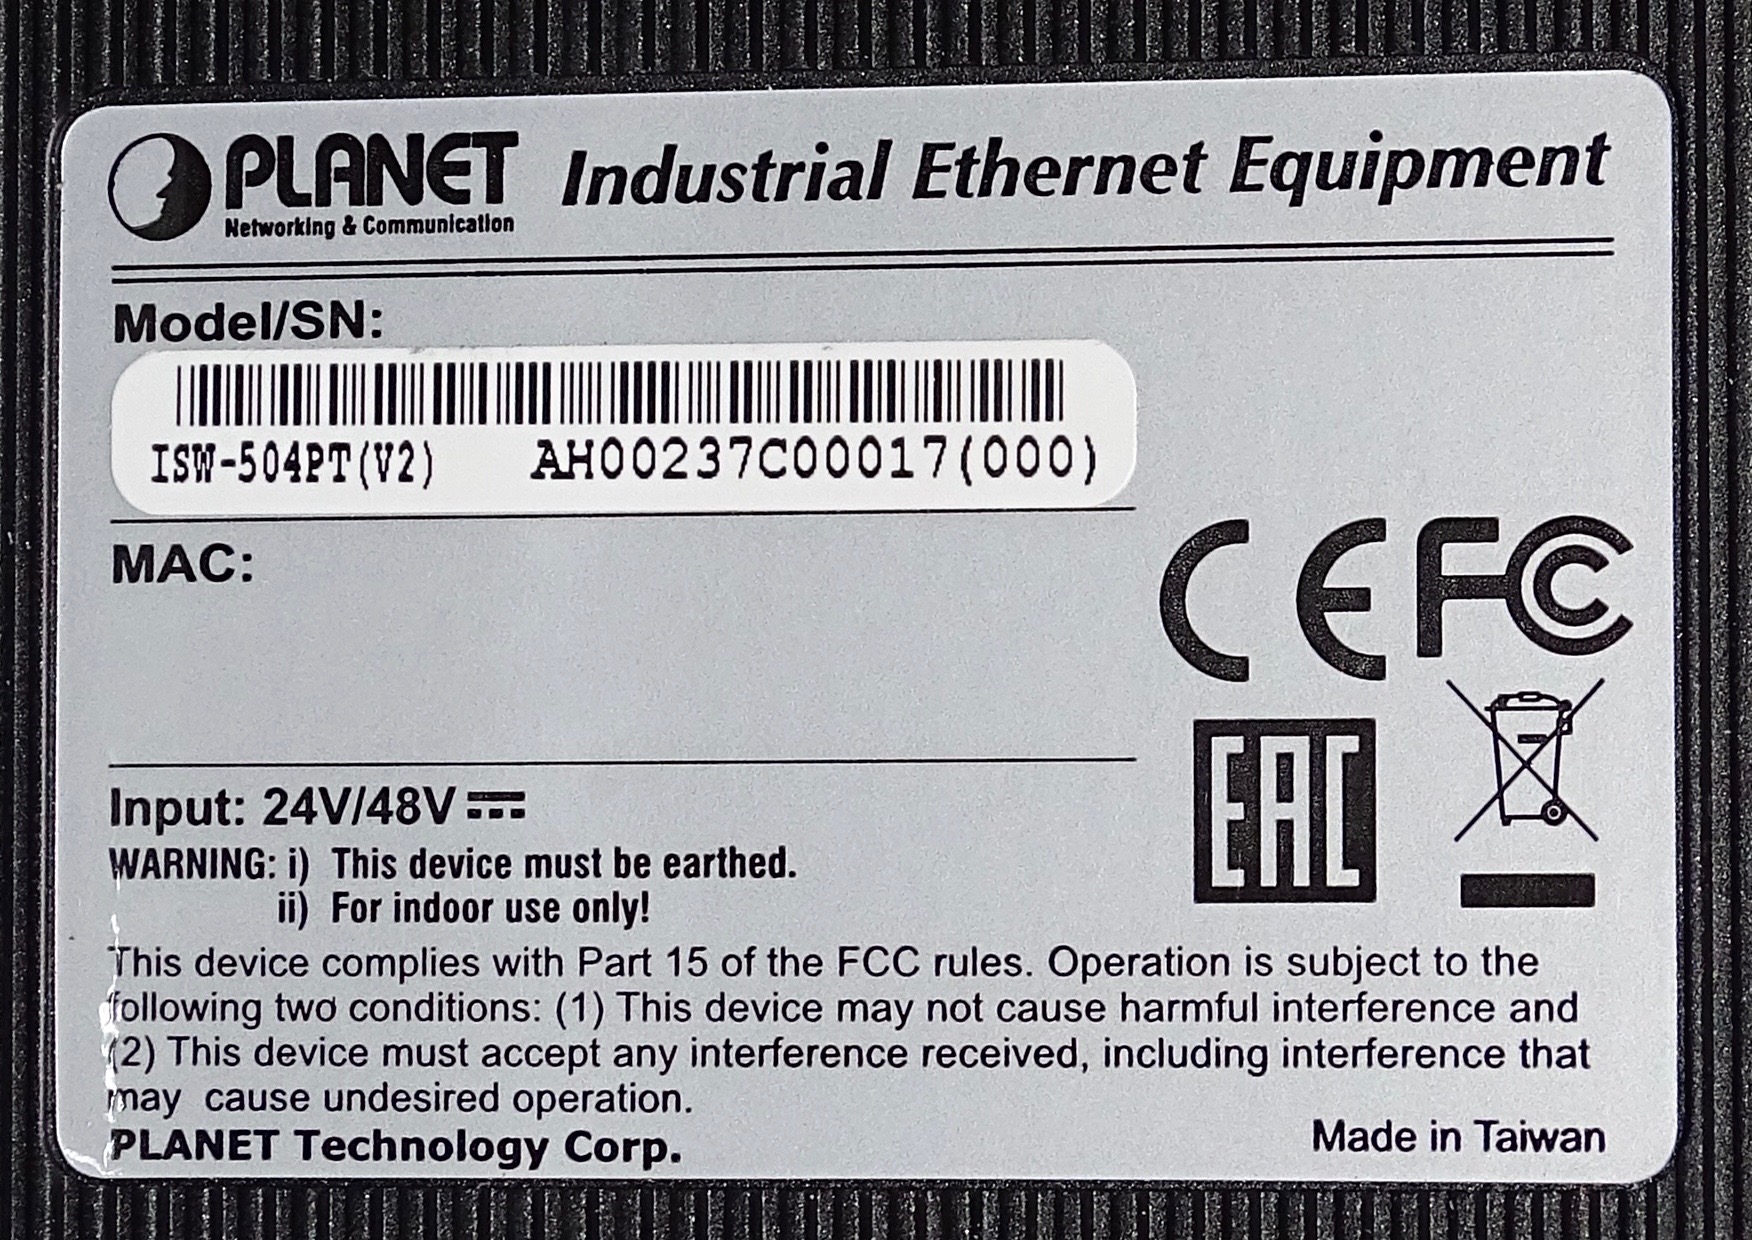 PLANET Industrial Ethernet Equipment
Networking & Communication
Model/SN:
ISW-504PT(V2) AH00237C00017(000)
MAC:
CE FC
EAC
Input: 24V/48V
WARNING: i) This device must be earthed.
ii) For indoor use only!
This device complies with Part 15 of the FCC rules. Operation is subject to the
following two conditions: (1) This device may not cause harmful interference and
(2) This device must accept any interference received, including interference that
may cause undesired operation.
PLANET Technology Corp.
Made in Taiwan